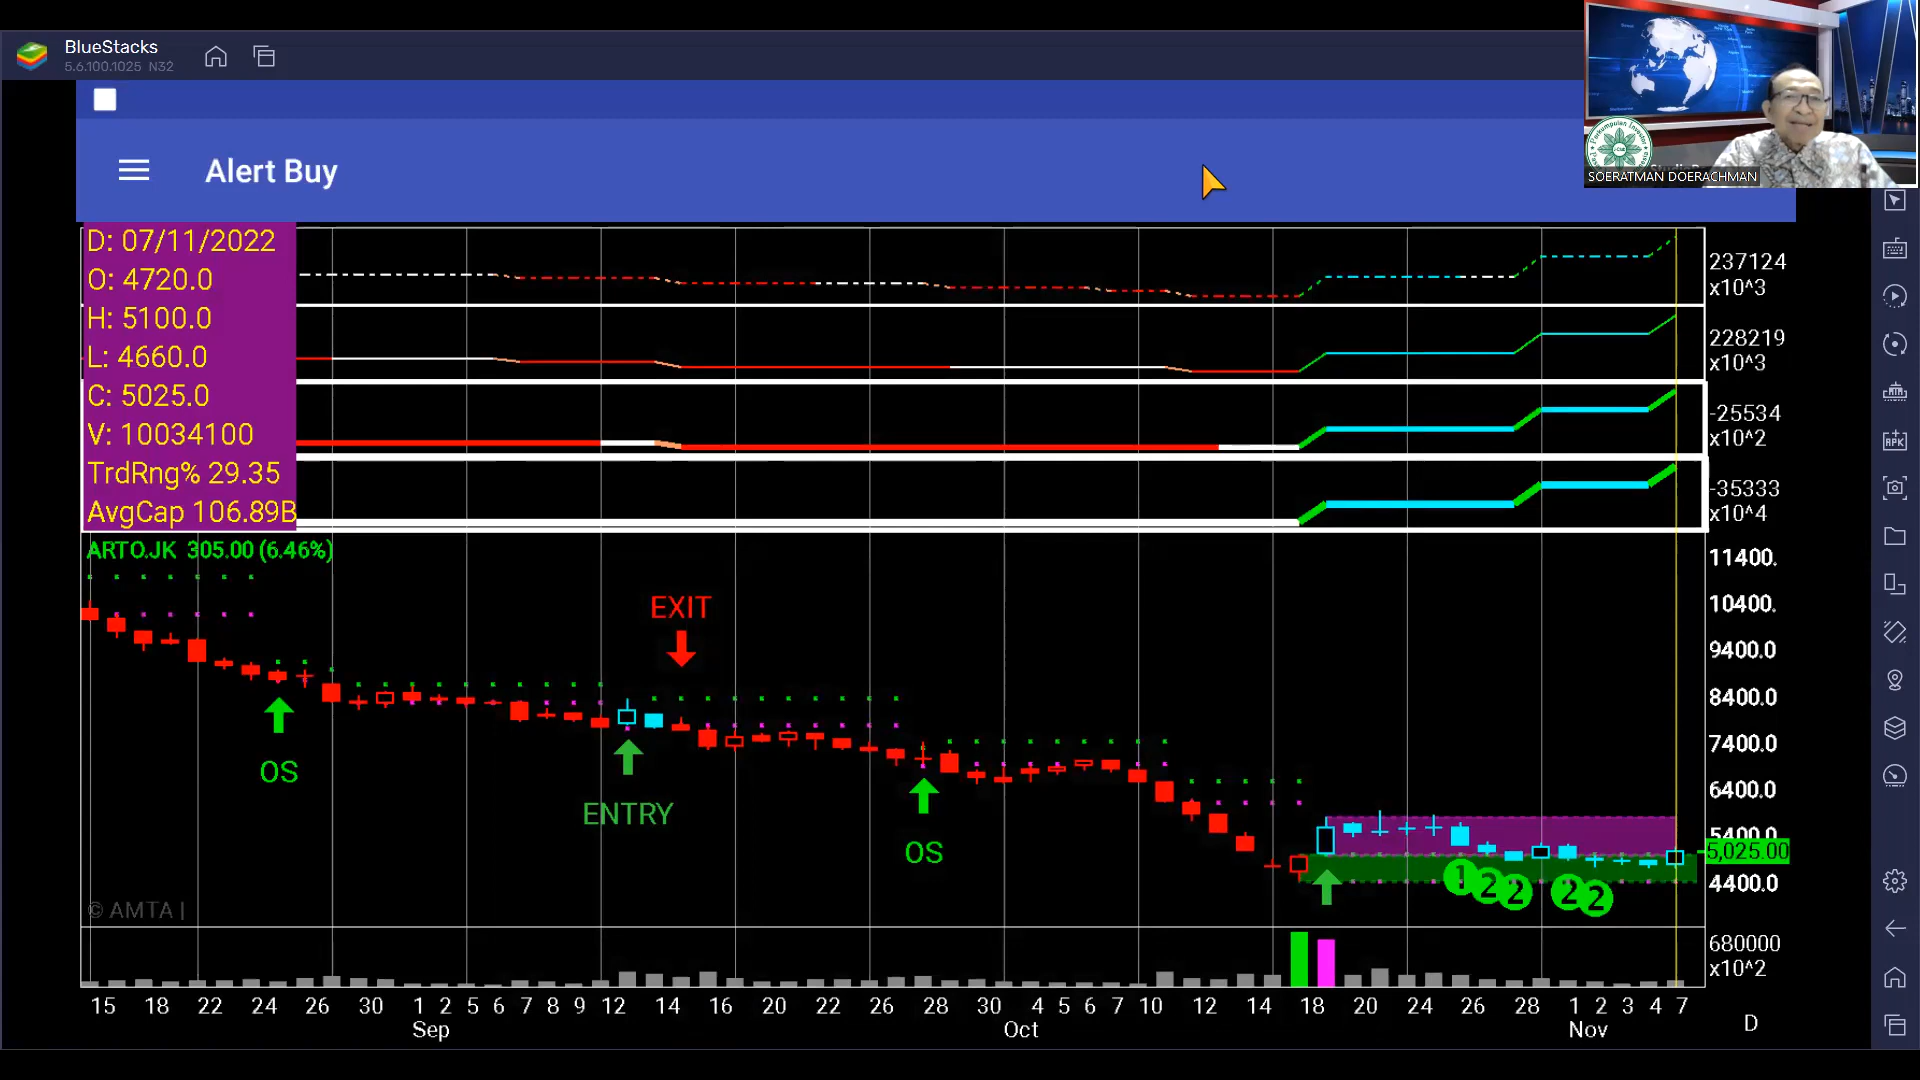 BlueStacks
5.6.100.1025 N32
Alert Buy
SOERATMAN DOERACHMAN
D: 07/11/2022
O: 4720.0
H: 5100.0
L: 4660.0
C: 5025.0
V: 10034100
TrdRng% 29.35
AvgCap 106.89B
237124
x10^3
228219
x10^3
-25534
x10^2
-35333
x10^4
ARTO.JK 305.00 (6.46%)
11400.
10400.
9400.0
8400.0
7400.0
6400.0
5400.0
5,025.00
4400.0
EXIT
OS
ENTRY
OS
1 2 2 2 2
© AMTA |
680000
x10^2
15 18 22 24 26 30 1 2 5 6 7 8 9 12 14 16 20 22 26 28 30 4 5 6 7 10 12 14 18 20 24 26 28 1 2 3 4 7
Sep Oct Nov D